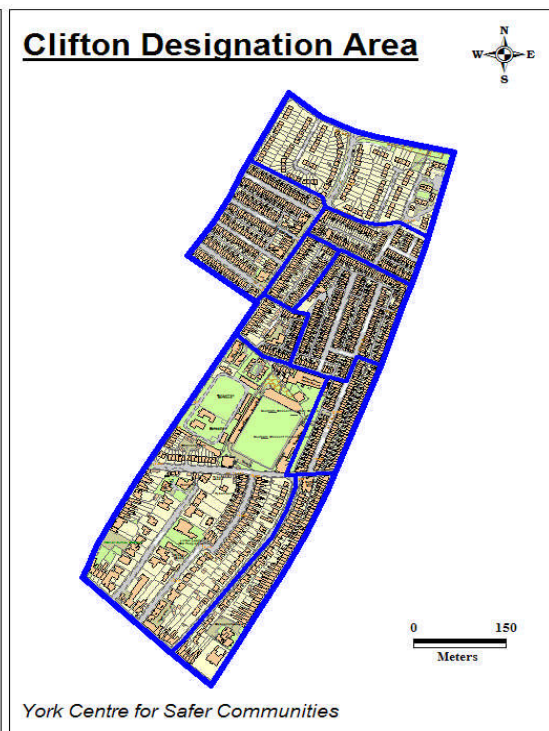 Clifton Designation Area
N
W E
S
0 150
Meters
York Centre for Safer Communities